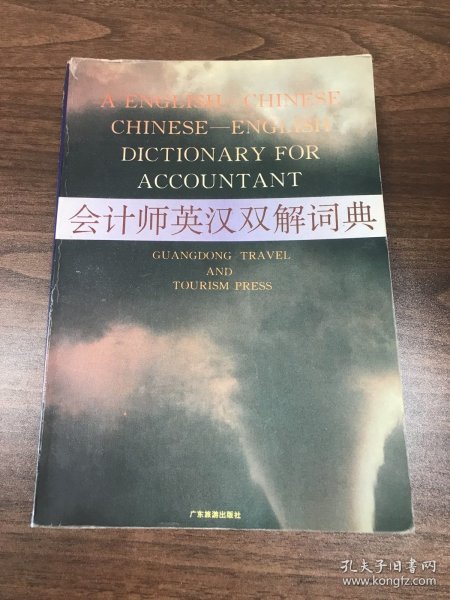 A ENGLISH—CHINESE
CHINESE—ENGLISH
DICTIONARY FOR
ACCOUNTANT
会计师英汉双解词典
GUANGDONG TRAVEL
AND
TOURISM PRESS
广东旅游出版社
孔夫子旧书网
www.kongfz.com